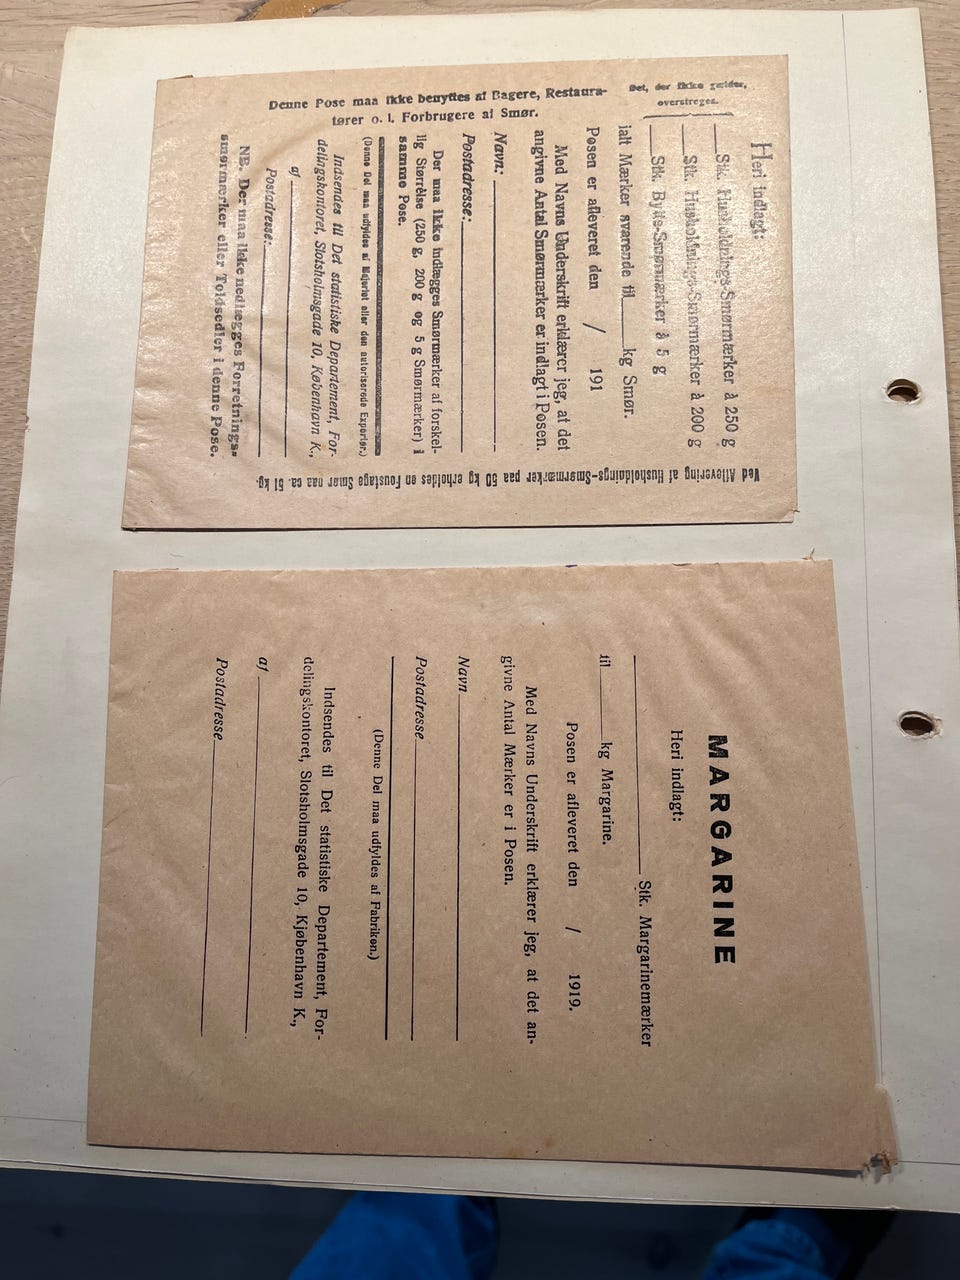 Heri indlagt:
Stk. Husholdnings-Smørmærker à 250 g
Stk. Husholdnings-Smørmærker à 200 g
Stk. Bytte-Smørmærker à 5 g
Det, der ikke gælder,
overstreges.
ialt Mærker svarende til kg Smør.
Posen er afleveret den / 191
Med Navns Underskrift erklærer jeg, at det
angivne Antal Smørmærker er indlagt i Posen.
Navn:
Postadresse:
Der maa ikke indlægges Smørmærker af forskel-
lig Størrelse (250 g, 200 g og 5 g Smørmærker) i
samme Pose.
(Denne Del maa udfyldes af Mejeriet eller den autoriserede Exportør.)
Indsendes til Det statistiske Departement, For-
delingskontoret, Slotsholmsgade 10, København K.,
af
Postadresse:
NB. Der maa ikke nedlægges Forretnings-
smørmærker eller Toldsedler i denne Pose.
Denne Pose maa ikke benyttes af Bagere, Restaura-
tører o. l. Forbrugere af Smør.
Ved Aflevering af Husholdnings-Smørmærker paa 50 kg erholdes en Foustage Smør paa ca. 51 kg.
MARGARINE
Heri indlagt:
Stk. Margarinemærker
til kg Margarine.
Posen er afleveret den / 1919.
Med Navns Underskrift erklærer jeg, at det an-
givne Antal Mærker er i Posen.
Navn
Postadresse
(Denne Del maa udfyldes af Fabriken.)
Indsendes til Det statistiske Departement, For-
delingskontoret, Slotsholmsgade 10, Kjøbenhavn K.,
af
Postadresse